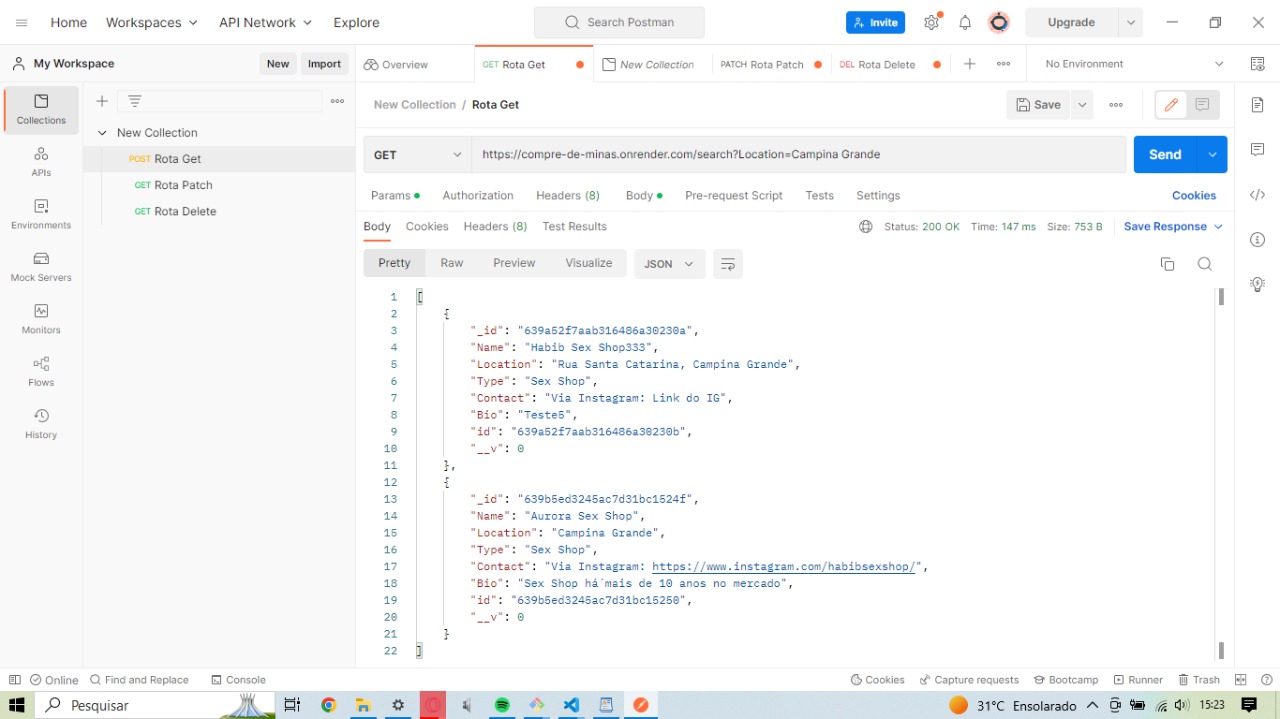 Home Workspaces API Network Explore Search Postman Invite Upgrade
My Workspace New Import Overview GET Rota Get New Collection PATCH Rota Patch DEL Rota Delete No Environment
Collections
APIs
Environments
Mock Servers
Monitors
Flows
History
New Collection
POST Rota Get
GET Rota Patch
GET Rota Delete
New Collection / Rota Get Save
GET https://compre-de-minas.onrender.com/search?Location=Campina Grande Send
Params Authorization Headers (8) Body Pre-request Script Tests Settings Cookies
Body Cookies Headers (8) Test Results Status: 200 OK Time: 147 ms Size: 753 B Save Response
Pretty Raw Preview Visualize JSON
1 [
2 {
3 "_id": "639a52f7aab316486a30230a",
4 "Name": "Habib Sex Shop333",
5 "Location": "Rua Santa Catarina, Campina Grande",
6 "Type": "Sex Shop",
7 "Contact": "Via Instagram: Link do IG",
8 "Bio": "Teste5",
9 "id": "639a52f7aab316486a30230b",
10 "__v": 0
11 },
12 {
13 "_id": "639b5ed3245ac7d31bc1524f",
14 "Name": "Aurora Sex Shop",
15 "Location": "Campina Grande",
16 "Type": "Sex Shop",
17 "Contact": "Via Instagram: https://www.instagram.com/habibsexshop/",
18 "Bio": "Sex Shop há´mais de 10 anos no mercado",
19 "id": "639b5ed3245ac7d31bc15250",
20 "__v": 0
21 }
22 ]
Online Find and Replace Console Cookies Capture requests Bootcamp Runner Trash
Pesquisar 31°C Ensolarado 15:23